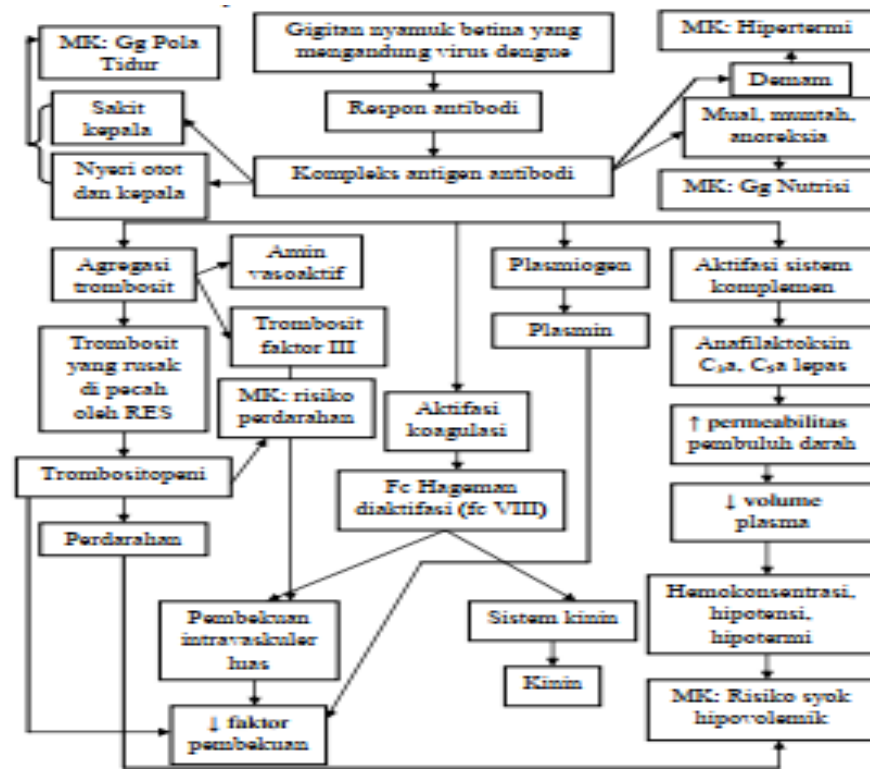 MK: Gg Pola
Tidur
Gigitan nyamuk betina yang
mengandung virus dengue
MK: Hipertermi
Demam
Sakit
kepala
Respon antibodi
Mual, muntah,
anoreksia
Nyeri otot
dan kepala
Kompleks antigen antibodi
MK: Gg Nutrisi
Agregasi
trombosit
Amin
vasoaktif
Plasmiogen
Aktifasi sistem
komplemen
Trombosit
yang rusak
di pecah
oleh RES
Trombosit
faktor III
Plasmin
Anafilaktoksin
C₃a, C₅a lepas
MK: risiko
perdarahan
Aktifasi
koagulasi
↑ permeabilitas
pembuluh darah
Trombositopeni
Fc Hageman
diaktifasi (fc VIII)
↓ volume
plasma
Perdarahan
Pembekuan
intravaskuler
luas
Sistem kinin
Hemokonsentrasi,
hipotensi,
hipotermi
Kinin
↓ faktor
pembekuan
MK: Risiko syok
hipovolemik